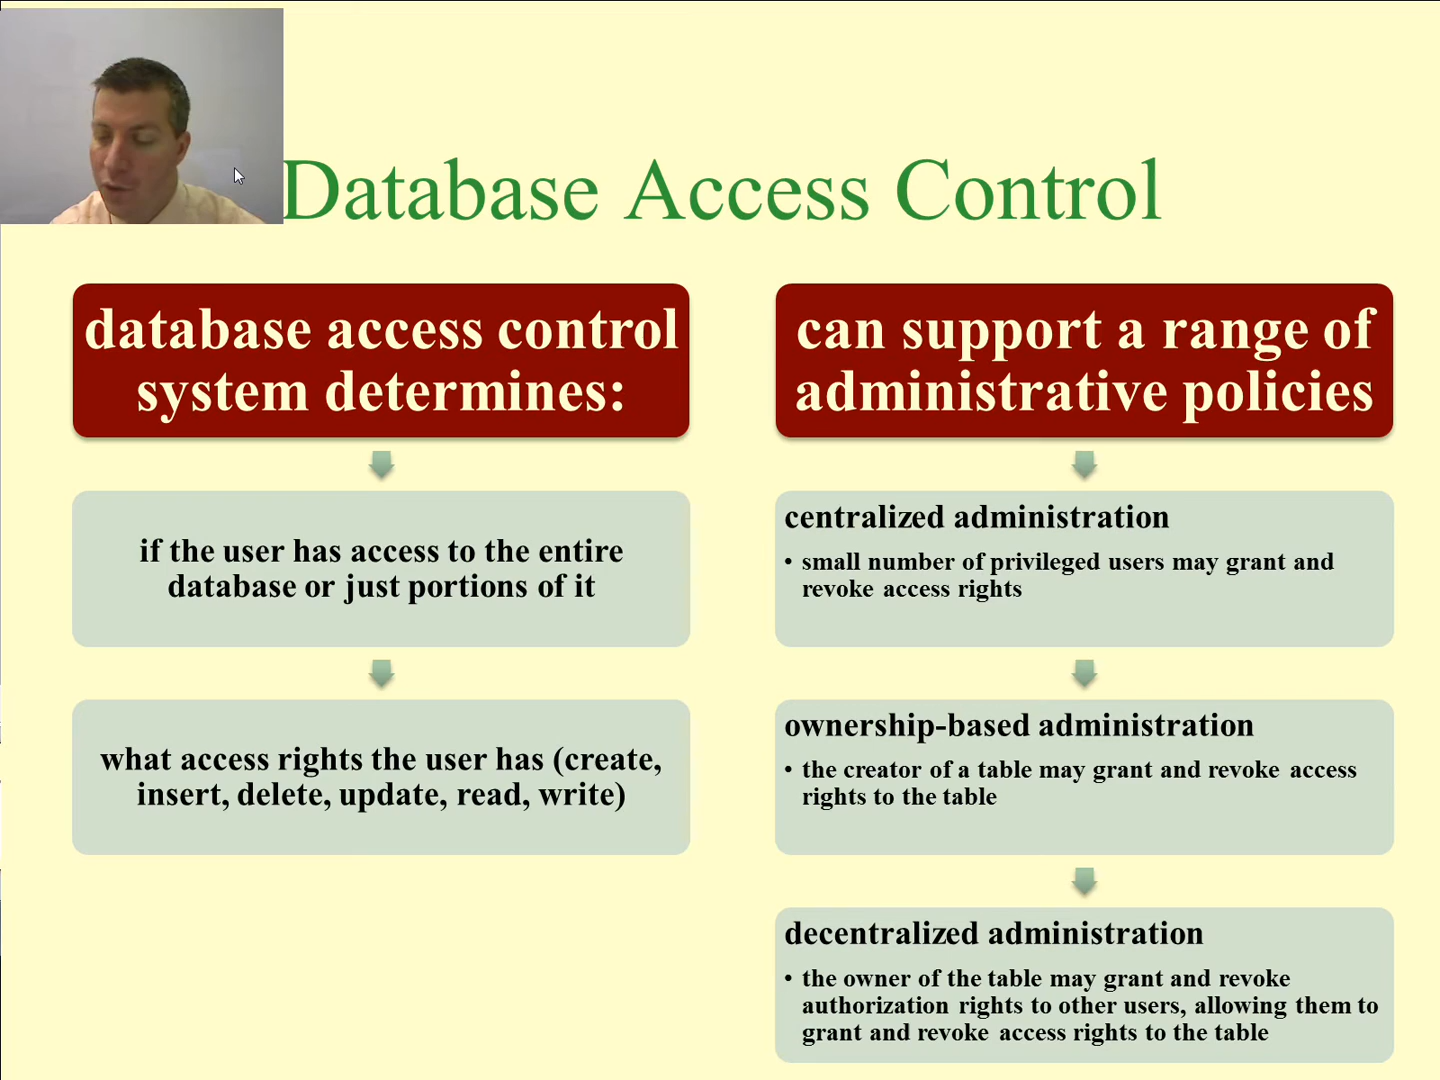 Database Access Control
database access control
system determines:
if the user has access to the entire
database or just portions of it
what access rights the user has (create,
insert, delete, update, read, write)
can support a range of
administrative policies
centralized administration
• small number of privileged users may grant and
revoke access rights
ownership-based administration
• the creator of a table may grant and revoke access
rights to the table
decentralized administration
• the owner of the table may grant and revoke
authorization rights to other users, allowing them to
grant and revoke access rights to the table